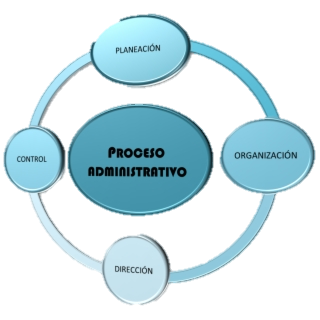 PLANEACIÓN
PROCESO
ADMINISTRATIVO
ORGANIZACIÓN
CONTROL
DIRECCIÓN